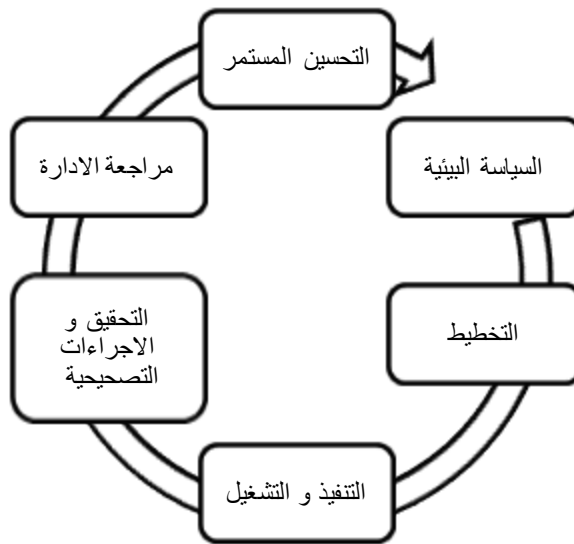 التحسين المستمر
السياسة البيئية
التخطيط
التنفيذ و التشغيل
التحقيق و
الاجراءات
التصحيحية
مراجعة الادارة